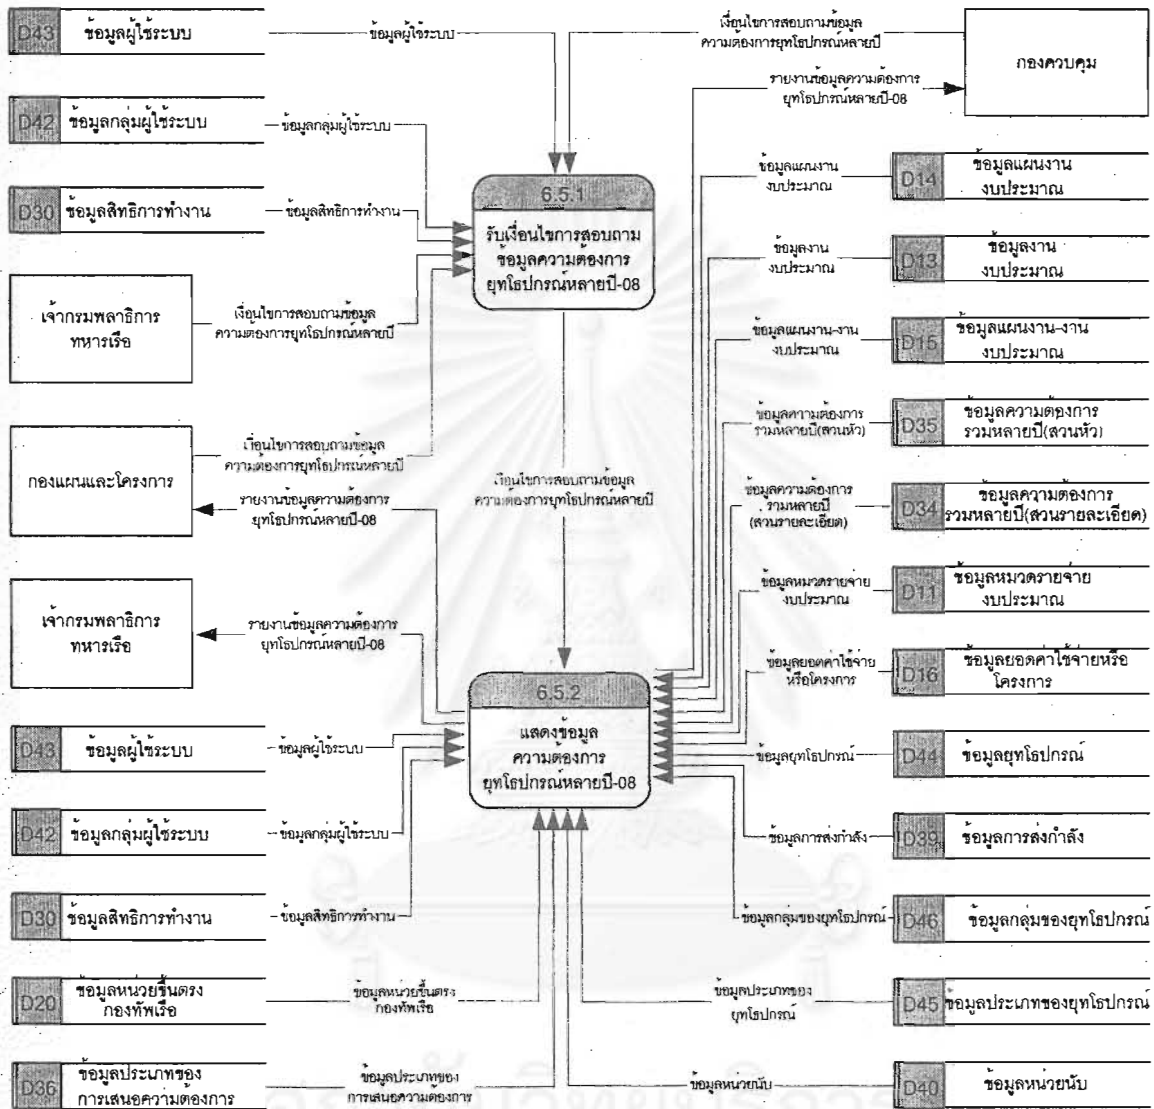 D43
ข้อมูลผู้ใช้ระบบ
ข้อมูลผู้ใช้ระบบ
เงื่อนไขการสอบถามข้อมูล
ความต้องการยุทโธปกรณ์หลายปี
กองควบคุม
รายงานข้อมูลความต้องการ
ยุทโธปกรณ์หลายปี-08
D42
ข้อมูลกลุ่มผู้ใช้ระบบ
ข้อมูลกลุ่มผู้ใช้ระบบ
D30
ข้อมูลสิทธิการทำงาน
ข้อมูลสิทธิการทำงาน
6.5.1
รับเงื่อนไขการสอบถาม
ข้อมูลความต้องการ
ยุทโธปกรณ์หลายปี-08
ข้อมูลแผนงาน
งบประมาณ
D14
ข้อมูลแผนงาน
งบประมาณ
ข้อมูลงาน
งบประมาณ
D13
ข้อมูลงาน
งบประมาณ
เจ้ากรมพลาธิการ
ทหารเรือ
เงื่อนไขการสอบถามข้อมูล
ความต้องการยุทโธปกรณ์หลายปี
ข้อมูลแผนงาน-งาน
งบประมาณ
D15
ข้อมูลแผนงาน-งาน
งบประมาณ
ข้อมูลความต้องการ
รวมหลายปี(ส่วนหัว)
D35
ข้อมูลความต้องการ
รวมหลายปี(ส่วนหัว)
กองแผนและโครงการ
เงื่อนไขการสอบถามข้อมูล
ความต้องการยุทโธปกรณ์หลายปี
รายงานข้อมูลความต้องการ
ยุทโธปกรณ์หลายปี-08
เงื่อนไขการสอบถามข้อมูล
ความต้องการยุทโธปกรณ์หลายปี
ข้อมูลความต้องการ
รวมหลายปี
(ส่วนรายละเอียด)
D34
ข้อมูลความต้องการ
รวมหลายปี(ส่วนรายละเอียด)
ข้อมูลหมวดรายจ่าย
งบประมาณ
D11
ข้อมูลหมวดรายจ่าย
งบประมาณ
เจ้ากรมพลาธิการ
ทหารเรือ
รายงานข้อมูลความต้องการ
ยุทโธปกรณ์หลายปี-08
ข้อมูลยอดค่าใช้จ่าย
หรือโครงการ
D16
ข้อมูลยอดค่าใช้จ่ายหรือ
โครงการ
6.5.2
แสดงข้อมูล
ความต้องการ
ยุทโธปกรณ์หลายปี-08
D43
ข้อมูลผู้ใช้ระบบ
ข้อมูลผู้ใช้ระบบ
ข้อมูลยุทโธปกรณ์
D44
ข้อมูลยุทโธปกรณ์
D42
ข้อมูลกลุ่มผู้ใช้ระบบ
ข้อมูลกลุ่มผู้ใช้ระบบ
ข้อมูลการส่งกำลัง
D39
ข้อมูลการส่งกำลัง
D30
ข้อมูลสิทธิการทำงาน
ข้อมูลสิทธิการทำงาน
ข้อมูลกลุ่มของยุทโธปกรณ์
D46
ข้อมูลกลุ่มของยุทโธปกรณ์
D20
ข้อมูลหน่วยขึ้นตรง
กองทัพเรือ
ข้อมูลหน่วยขึ้นตรง
กองทัพเรือ
ข้อมูลประเภทของ
ยุทโธปกรณ์
D45
ข้อมูลประเภทของยุทโธปกรณ์
D36
ข้อมูลประเภทของ
การเสนอความต้องการ
ข้อมูลประเภทของ
การเสนอความต้องการ
ข้อมูลหน่วยนับ
D40
ข้อมูลหน่วยนับ